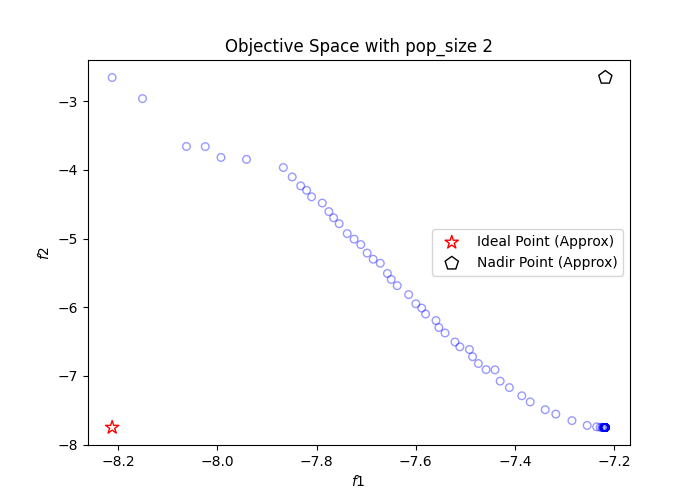 Objective Space with pop_size 2
f2
−3
−4
−5
−6
−7
−8
Ideal Point (Approx)
Nadir Point (Approx)
−8.2 −8.0 −7.8 −7.6 −7.4 −7.2
f1